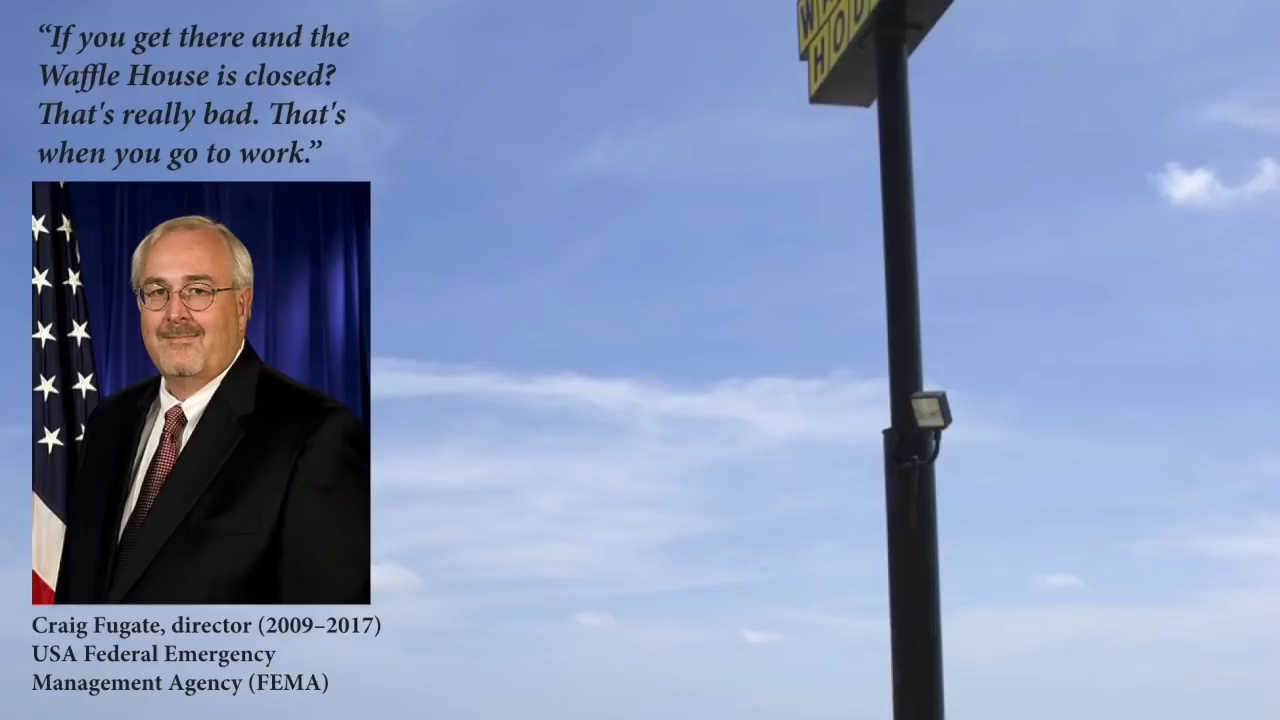 “If you get there and the
Waffle House is closed?
That's really bad. That's
when you go to work.”
Craig Fugate, director (2009–2017)
USA Federal Emergency
Management Agency (FEMA)